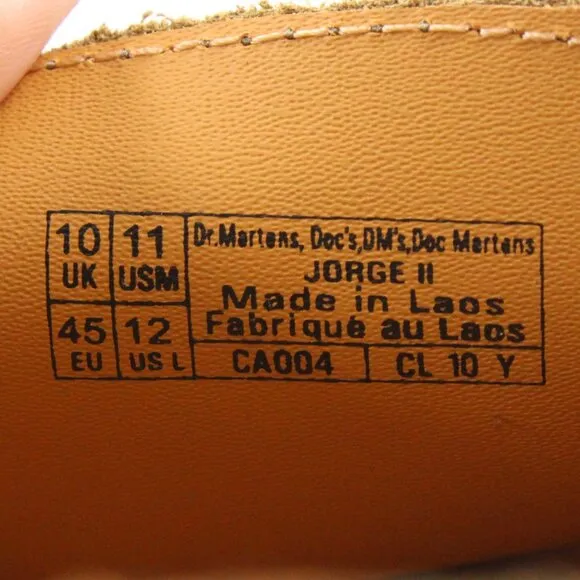 10 UK
11 USM
45 EU
12 US L
Dr.Martens, Doc's,DM's,Doc Martens
JORGE II
Made in Laos
Fabriqué au Laos
CA004
CL 10 Y